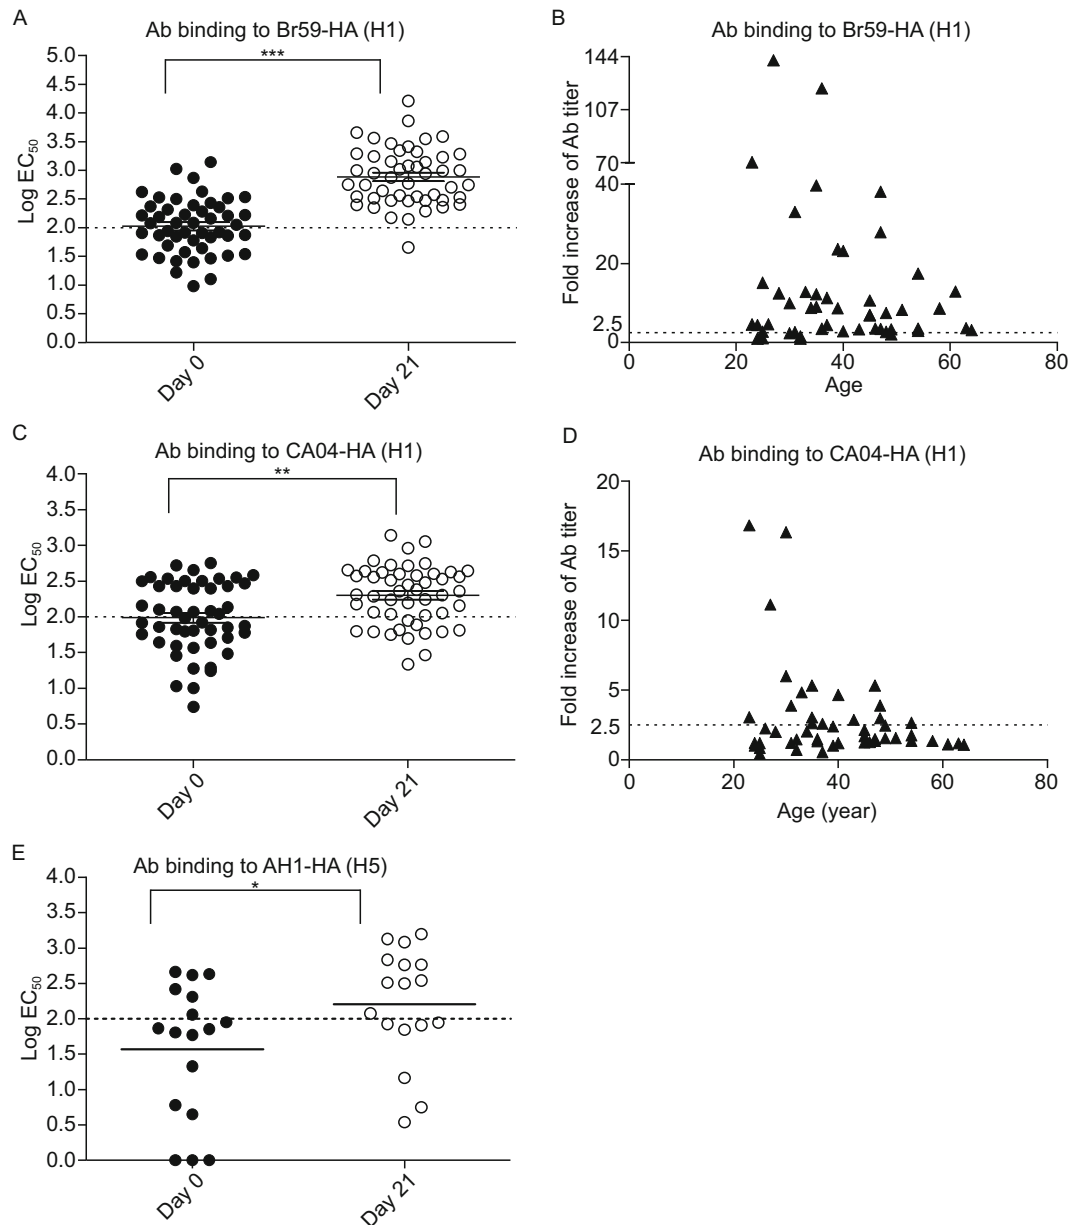 A
Ab binding to Br59-HA (H1)
***
Log EC50
5.0
4.5
4.0
3.5
3.0
2.5
2.0
1.5
1.0
0.5
0.0
Day 0
Day 21
B
Ab binding to Br59-HA (H1)
Fold increase of Ab titer
144
107
70
40
20
2.5
0
0
20
40
60
80
Age
C
Ab binding to CA04-HA (H1)
**
Log EC50
4.0
3.5
3.0
2.5
2.0
1.5
1.0
0.5
0.0
Day 0
Day 21
D
Ab binding to CA04-HA (H1)
Fold increase of Ab titer
20
15
10
5
2.5
0
0
20
40
60
80
Age (year)
E
Ab binding to AH1-HA (H5)
*
Log EC50
4.0
3.5
3.0
2.5
2.0
1.5
1.0
0.5
0.0
Day 0
Day 21